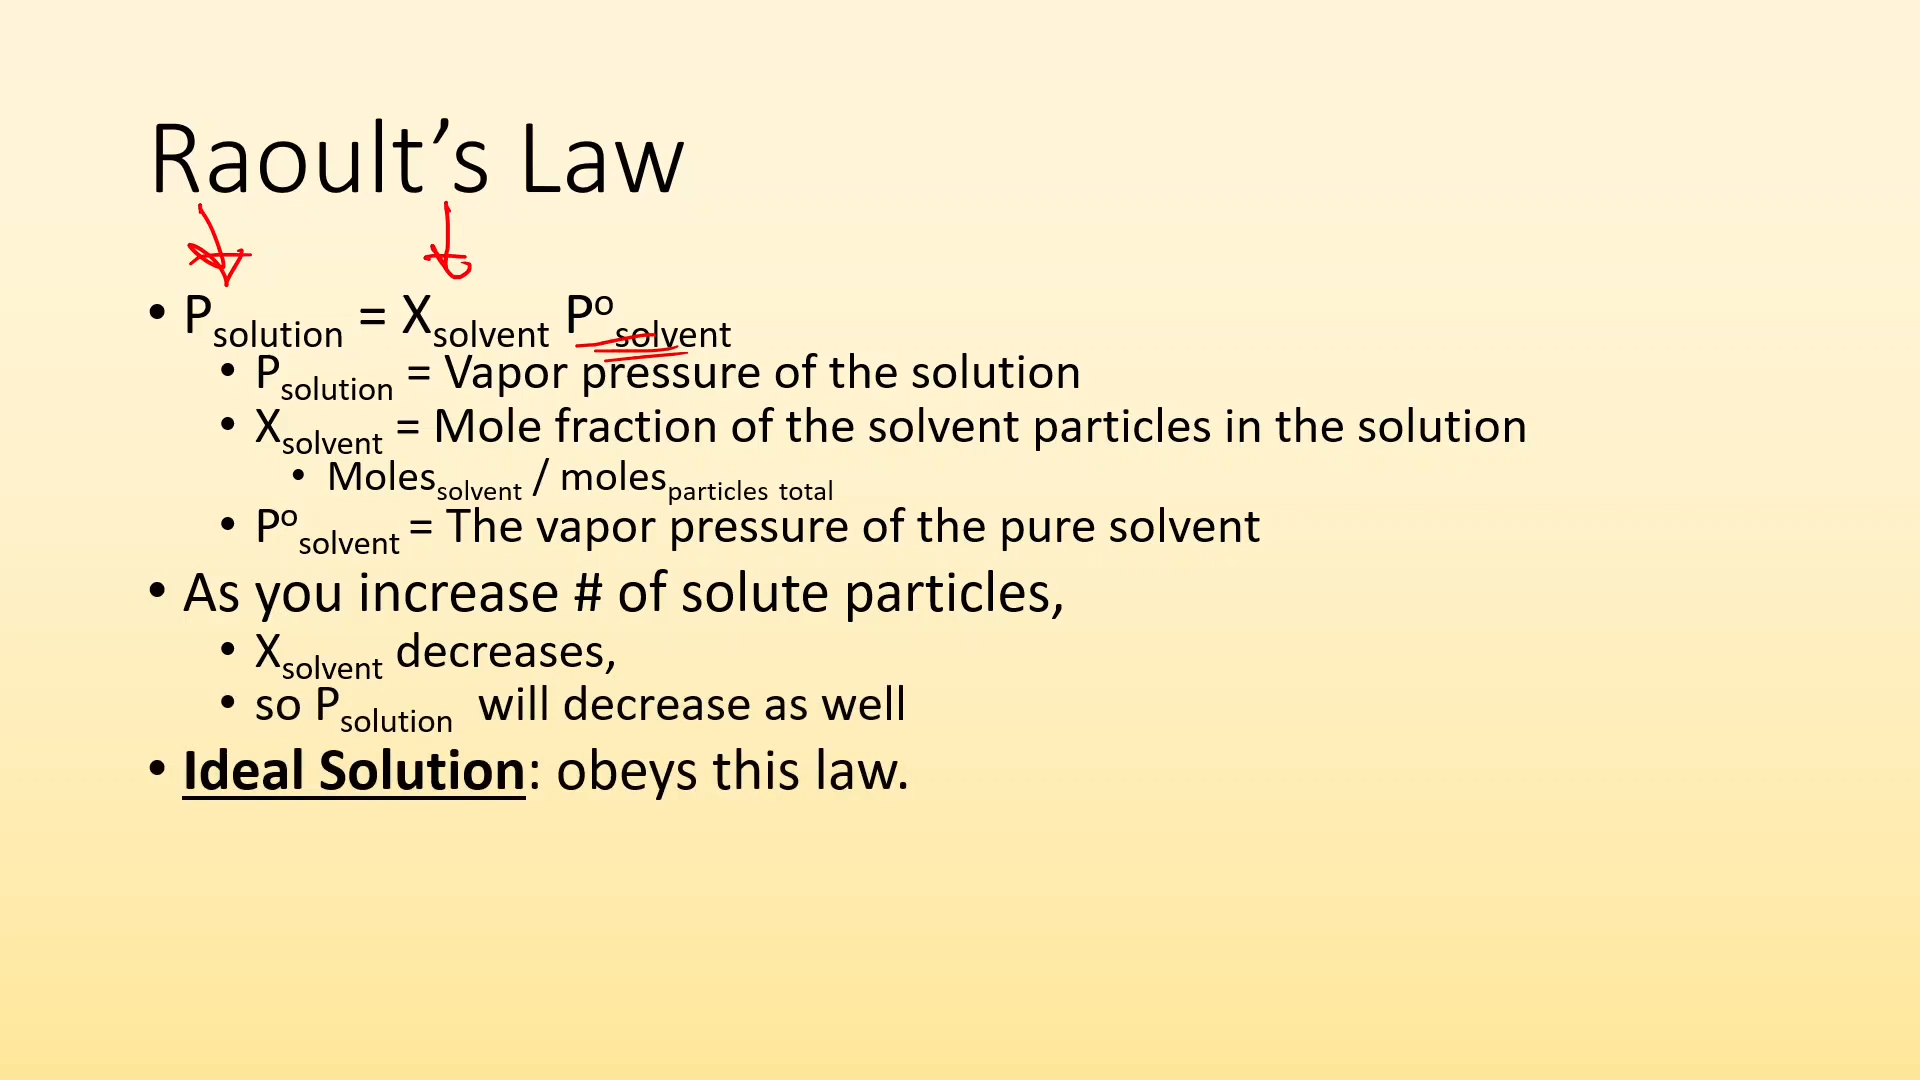 Raoult’s Law
• Psolution = Xsolvent Posolvent
• Psolution = Vapor pressure of the solution
• Xsolvent = Mole fraction of the solvent particles in the solution
• Molessolvent / molesparticles total
• Posolvent = The vapor pressure of the pure solvent
• As you increase # of solute particles,
• Xsolvent decreases,
• so Psolution will decrease as well
• Ideal Solution: obeys this law.